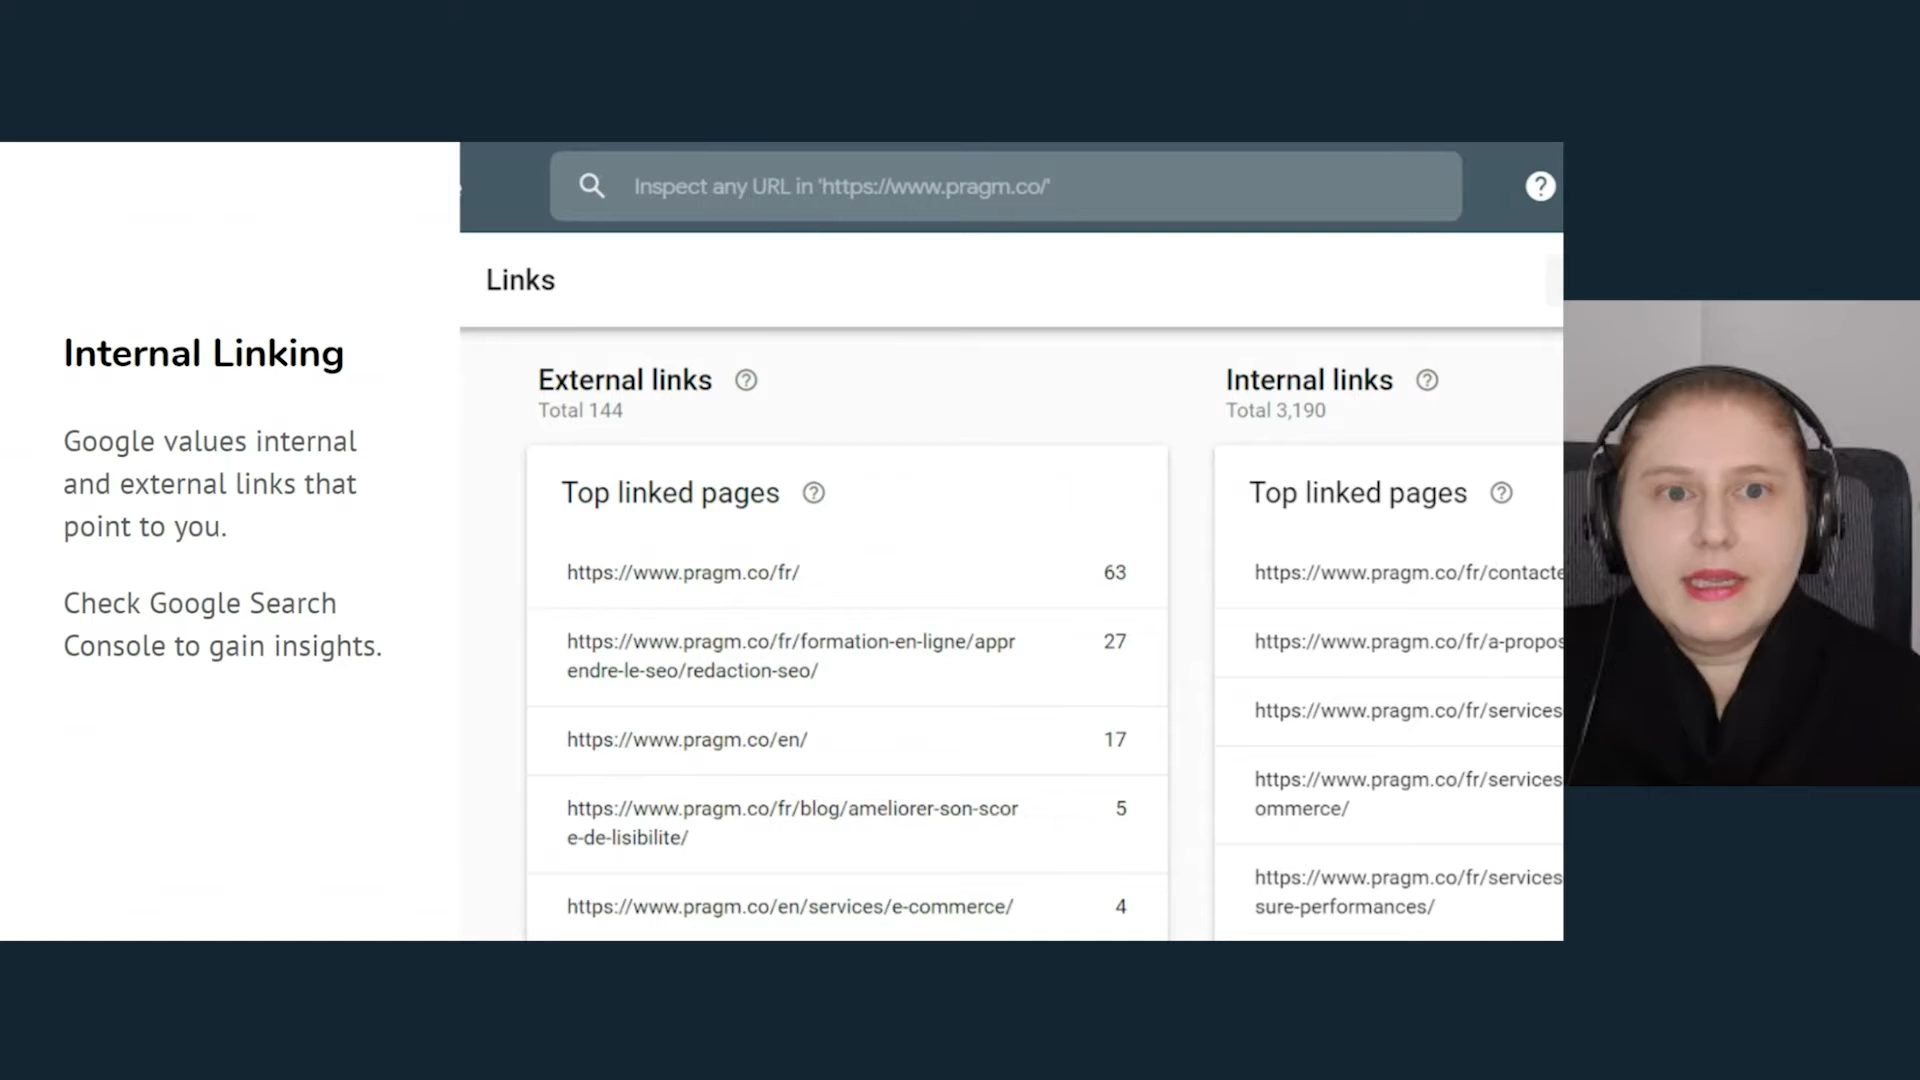 Inspect any URL in 'https://www.pragm.co/'
Links
Internal Linking
Google values internal
and external links that
point to you.
Check Google Search
Console to gain insights.
External links
Total 144
Top linked pages
https://www.pragm.co/fr/ 63
https://www.pragm.co/fr/formation-en-ligne/appr
endre-le-seo/redaction-seo/ 27
https://www.pragm.co/en/ 17
https://www.pragm.co/fr/blog/ameliorer-son-scor
e-de-lisibilite/ 5
https://www.pragm.co/en/services/e-commerce/ 4
Internal links
Total 3,190
Top linked pages
https://www.pragm.co/fr/contacte
https://www.pragm.co/fr/a-propos
https://www.pragm.co/fr/services
https://www.pragm.co/fr/services
ommerce/
https://www.pragm.co/fr/services
sure-performances/